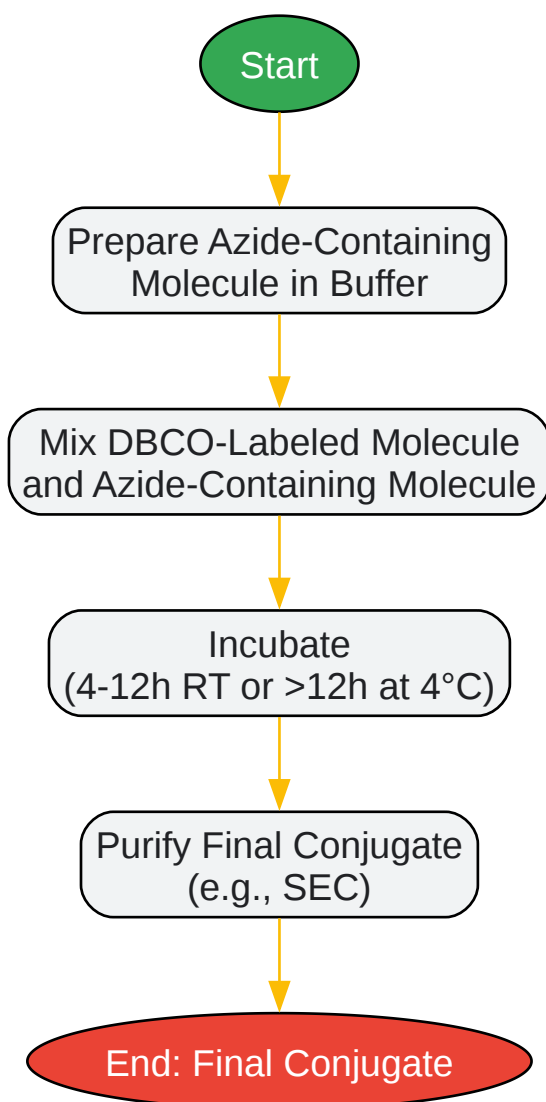 Start
Prepare Azide-Containing
Molecule in Buffer
Mix DBCO-Labeled Molecule
and Azide-Containing Molecule
Incubate
(4-12h RT or >12h at 4°C)
Purify Final Conjugate
(e.g., SEC)
End: Final Conjugate